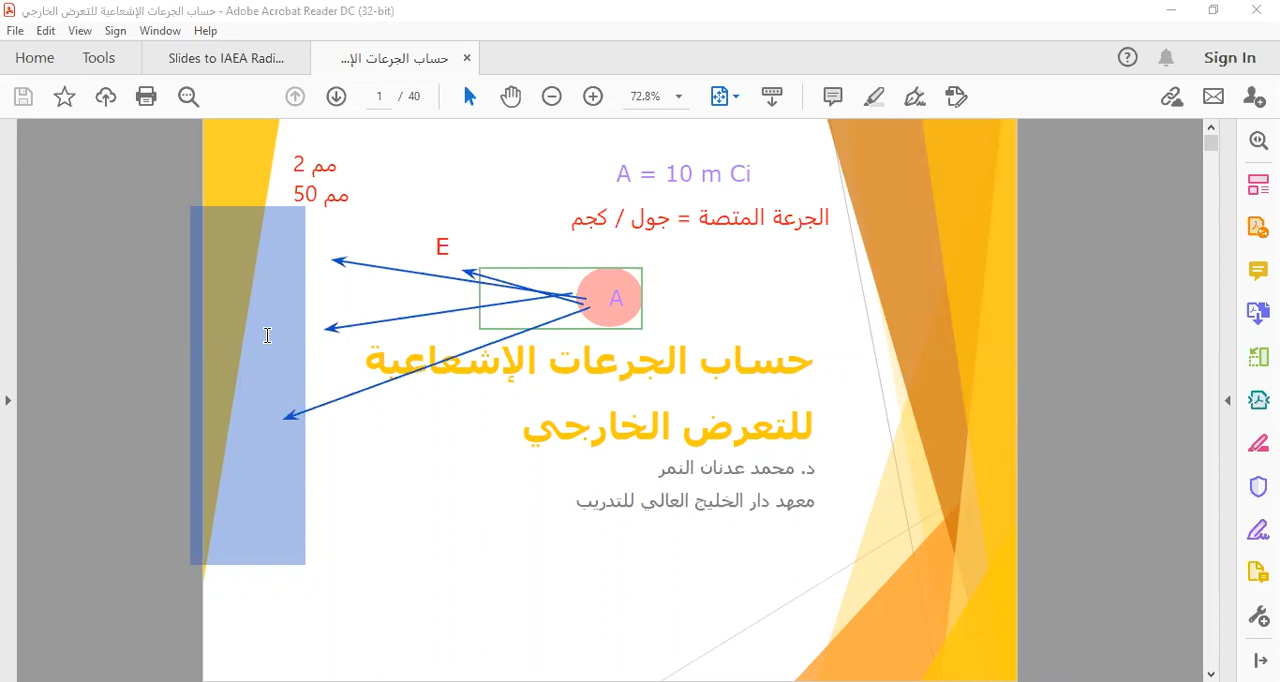 حساب الجرعات الإشعاعية للتعرض الخارجي - Adobe Acrobat Reader DC (32-bit)
File Edit View Sign Window Help
Home Tools Slides to IAEA Radi... حساب الجرعات الإ... × Sign In
1 / 40 72.8%
2 مم
50 مم
A = 10 m Ci
الجرعة المتصة = جول / كجم
E
A
حساب الجرعات الإشعاعية
للتعرض الخارجي
د. محمد عدنان النمر
معهد دار الخليج العالي للتدريب